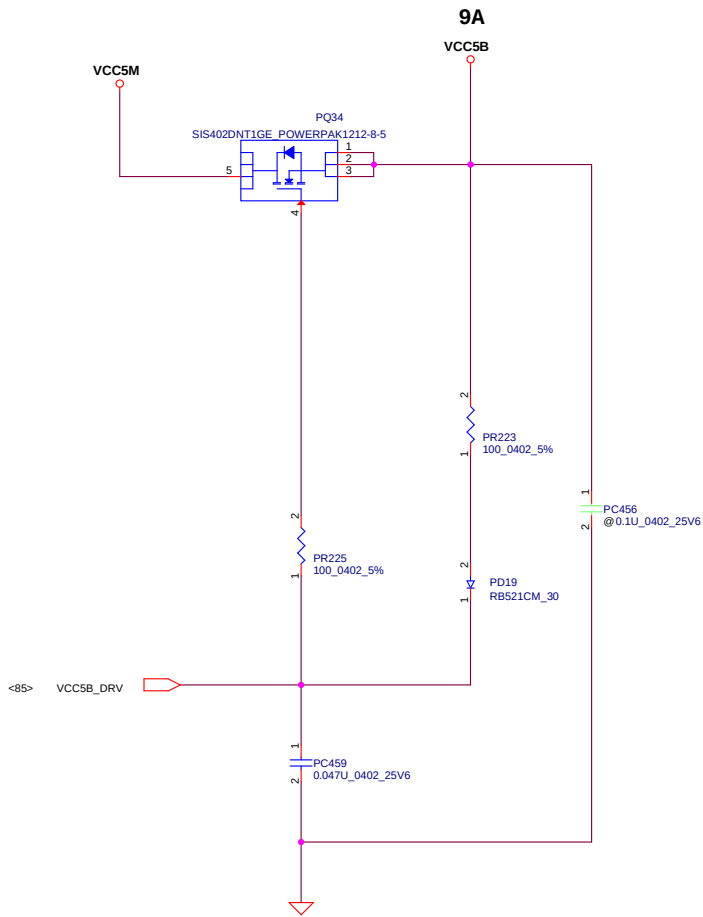 9A
VCC5B
VCC5M
PQ34
SIS402DNT1GE_POWERPAK1212-8-5
1
2
3
5
4
2
PR223
100_0402_5%
1
1
PC456
@0.1U_0402_25V6
2
2
PR225
100_0402_5%
1
2
PD19
RB521CM_30
1
<85> VCC5B_DRV
1
PC459
0.047U_0402_25V6
2